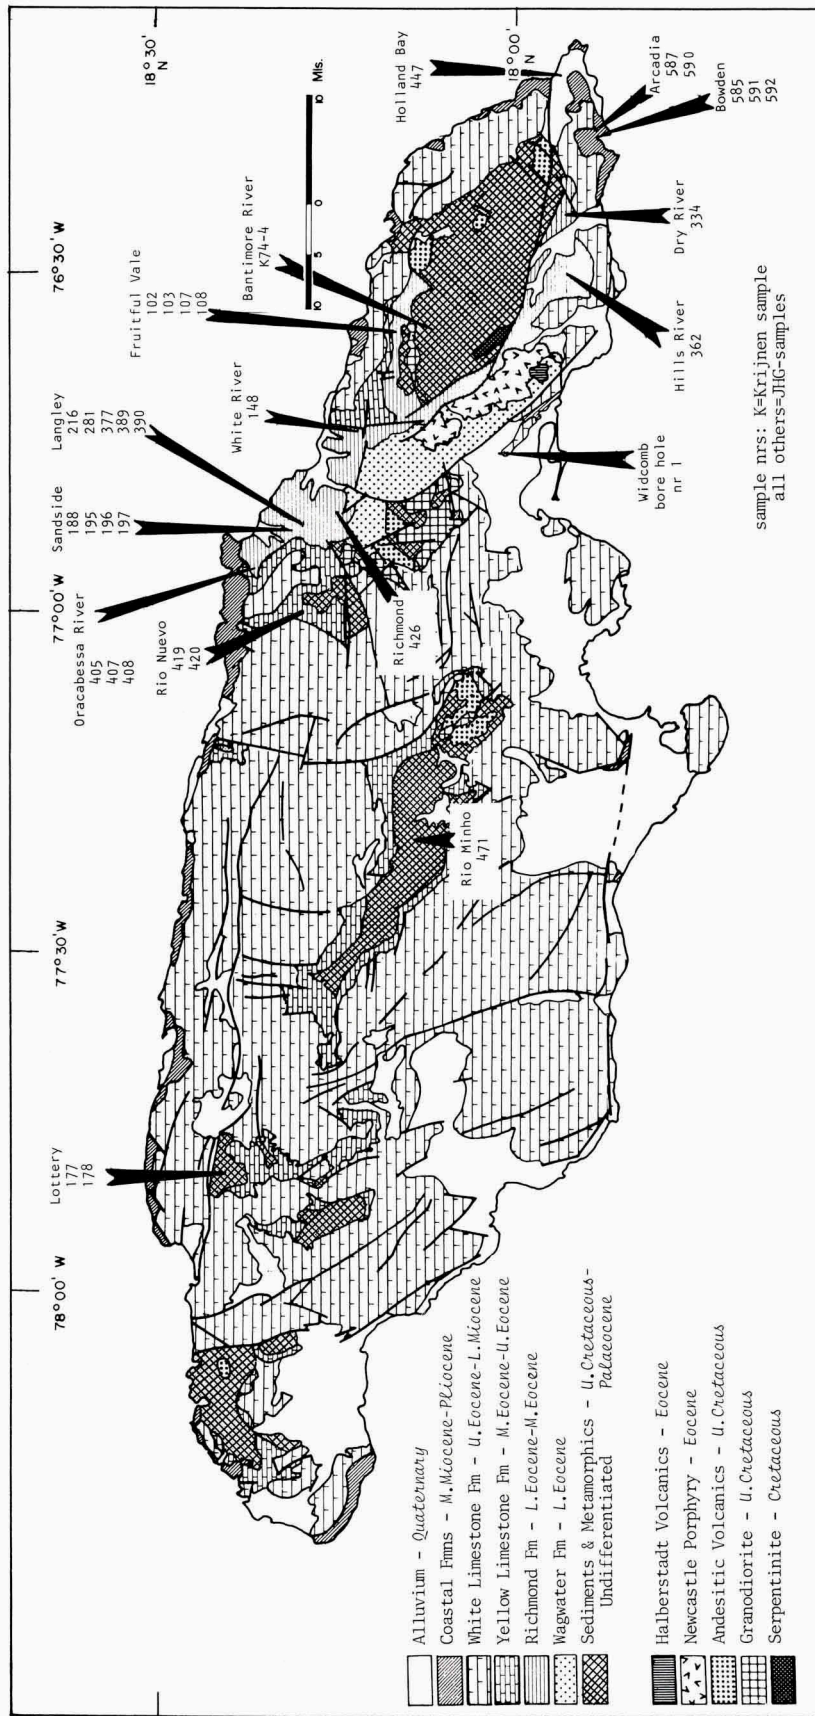 18°30'
N
18°00'
N
78°00' W
77°30' W
77°00' W
76°30' W
10
5
0
10
Mls.
Lottery
177
178
Oracabessa River
405
407
408
Rio Nuevo
419
420
Sandside
188
195
196
197
Langley
216
281
377
389
390
White River
148
Fruitful Vale
102
103
107
108
Bantimore River
K74-4
Holland Bay
447
Rio Minho
471
Richmond
426
Widcomb
bore hole
nr 1
Hills River
362
Dry River
334
Arcadia
587
590
Bowden
585
591
592
Alluvium - Quaternary
Coastal Fmns - M.Miocene-Pliocene
White Limestone Fm - U.Eocene-L.Miocene
Yellow Limestone Fm - M.Eocene-U.Eocene
Richmond Fm - L.Eocene-M.Eocene
Wagwater Fm - L.Eocene
Sediments & Metamorphics - U.Cretaceous-
Undifferentiated Palaeocene
Halberstadt Volcanics - Eocene
Newcastle Porphyry - Eocene
Andesitic Volcanics - U.Cretaceous
Granodiorite - U.Cretaceous
Serpentinite - Cretaceous
sample nrs: K=Krijnen sample
all others=JHG-samples